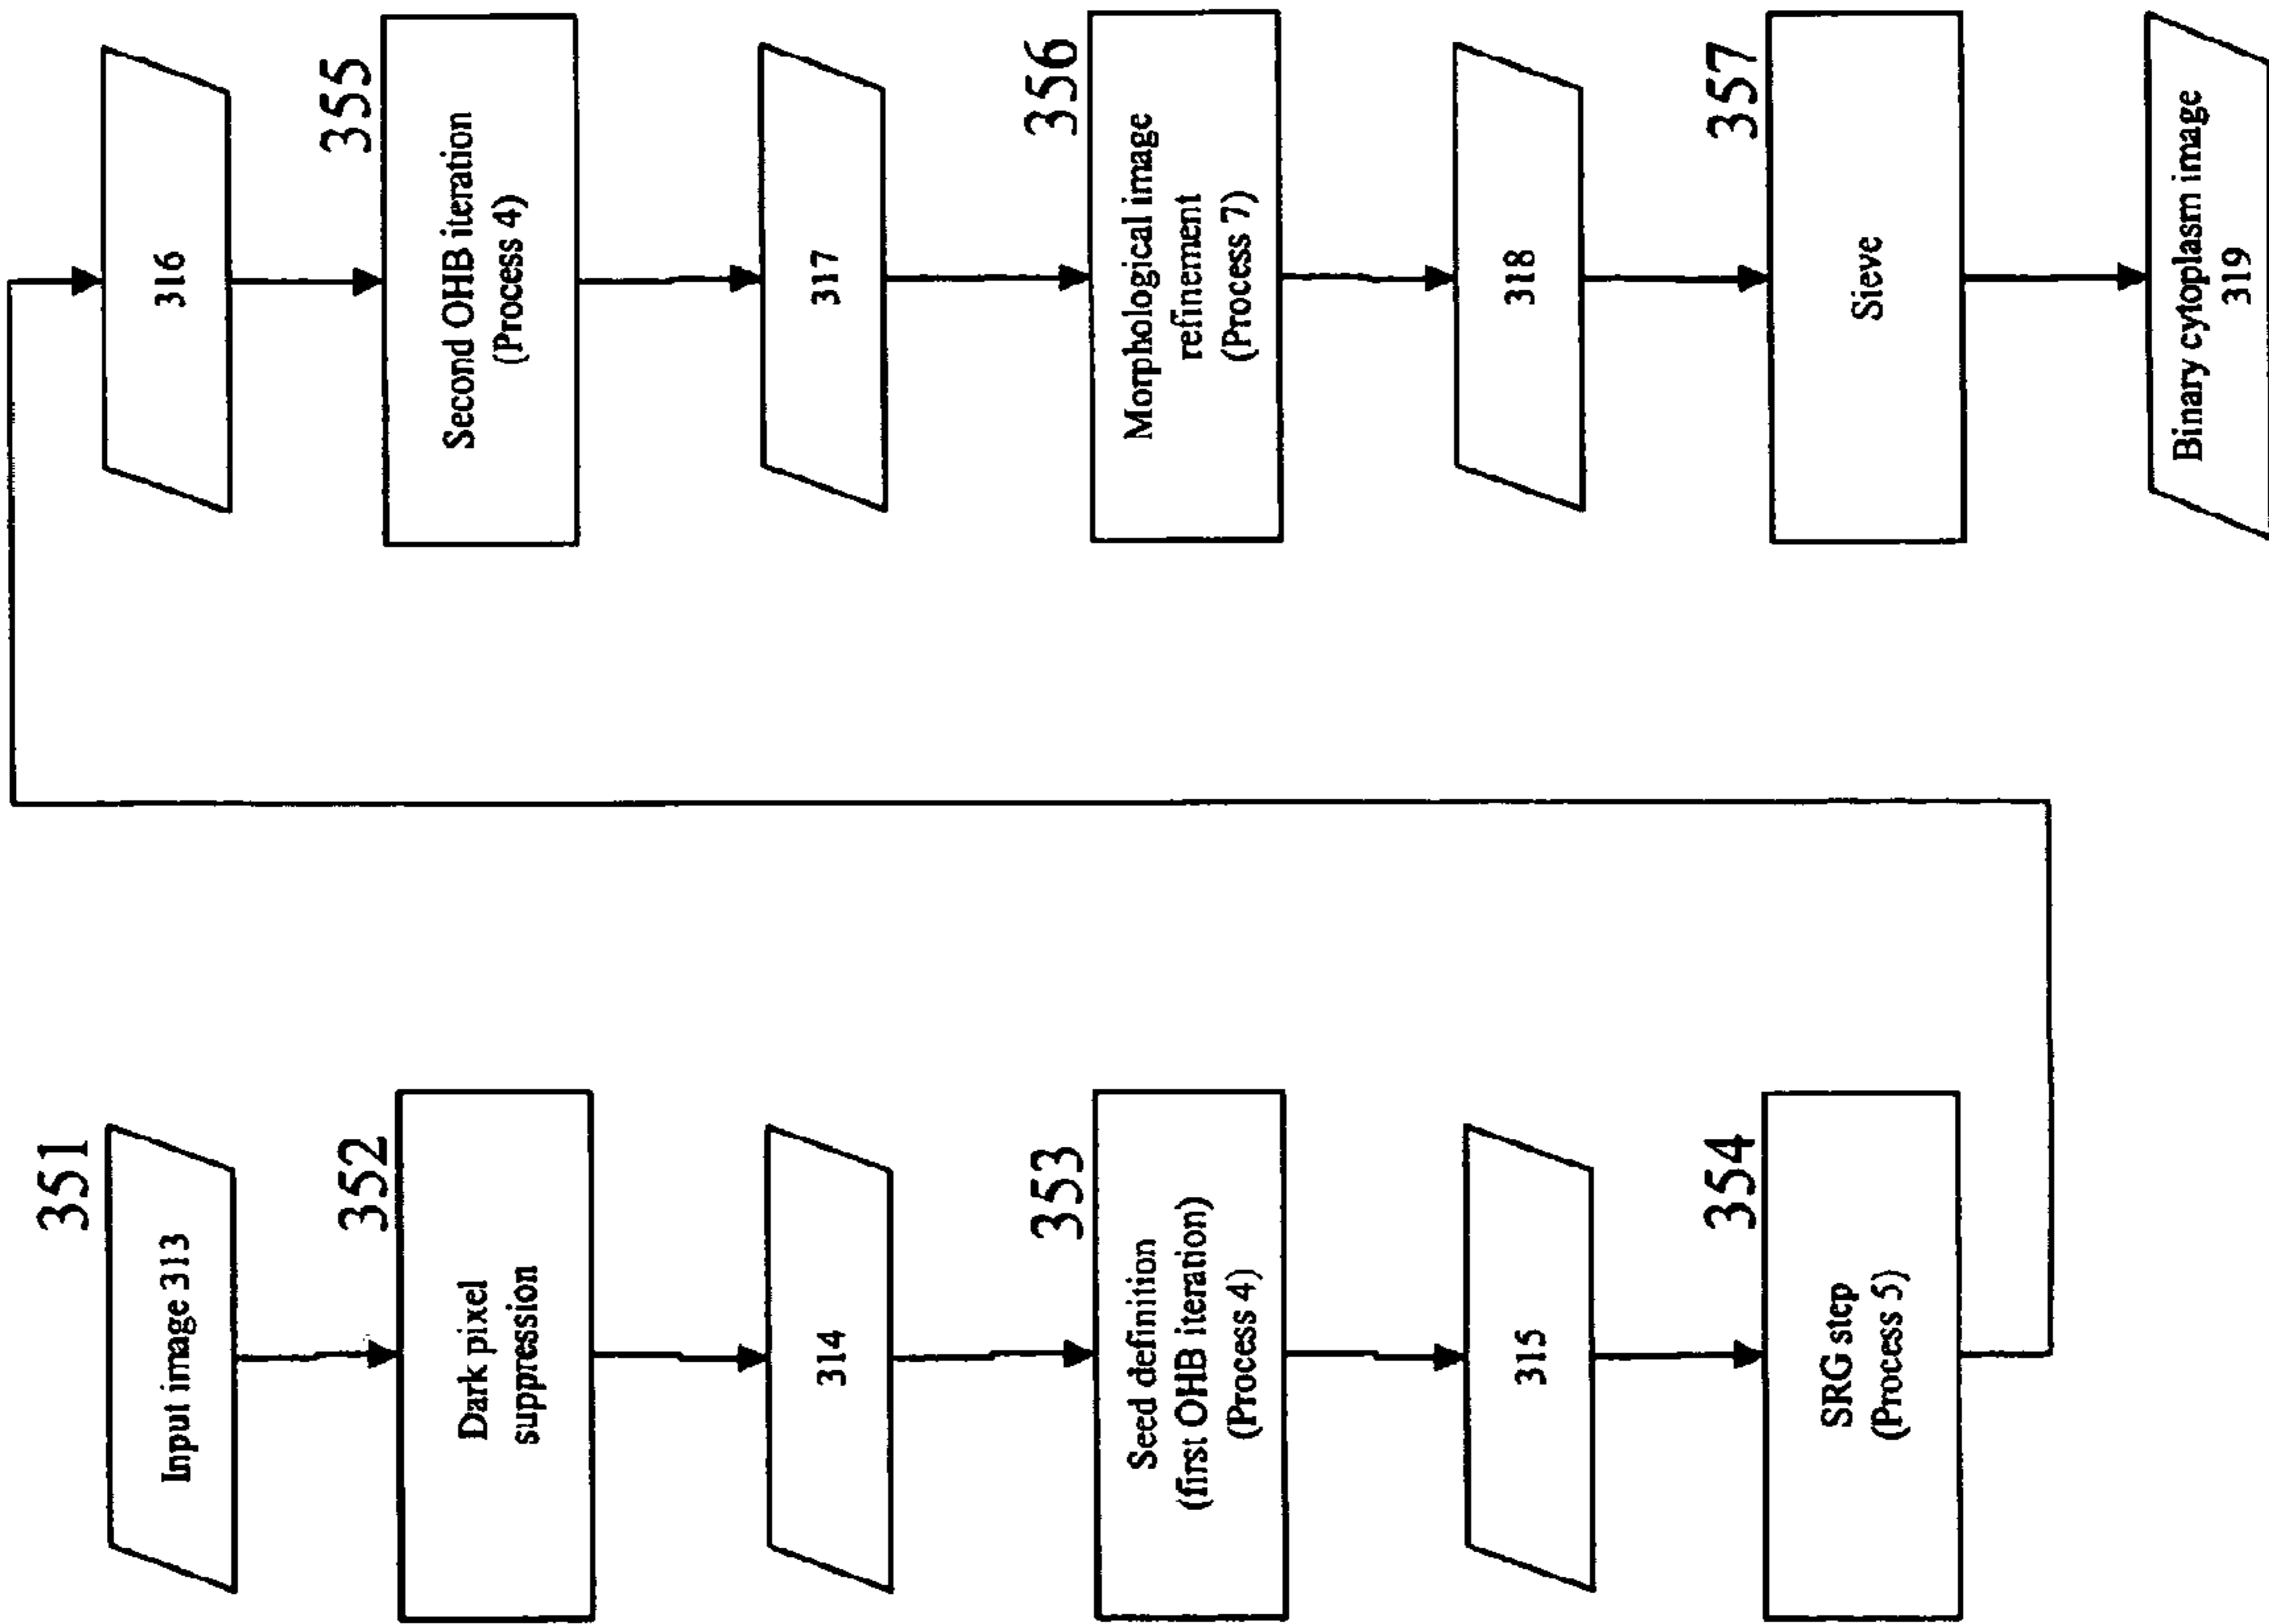 351
Input image 313
352
Dark pixel
suppression
314
353
Seed definition
(first OHB iteration)
(Process 4)
315
354
SRG step
(Process 5)
316
355
Second OHB iteration
(Process 4)
317
356
Morphological image
refinement
(Process 7)
318
357
Sieve
Binary cytoplasm image
319